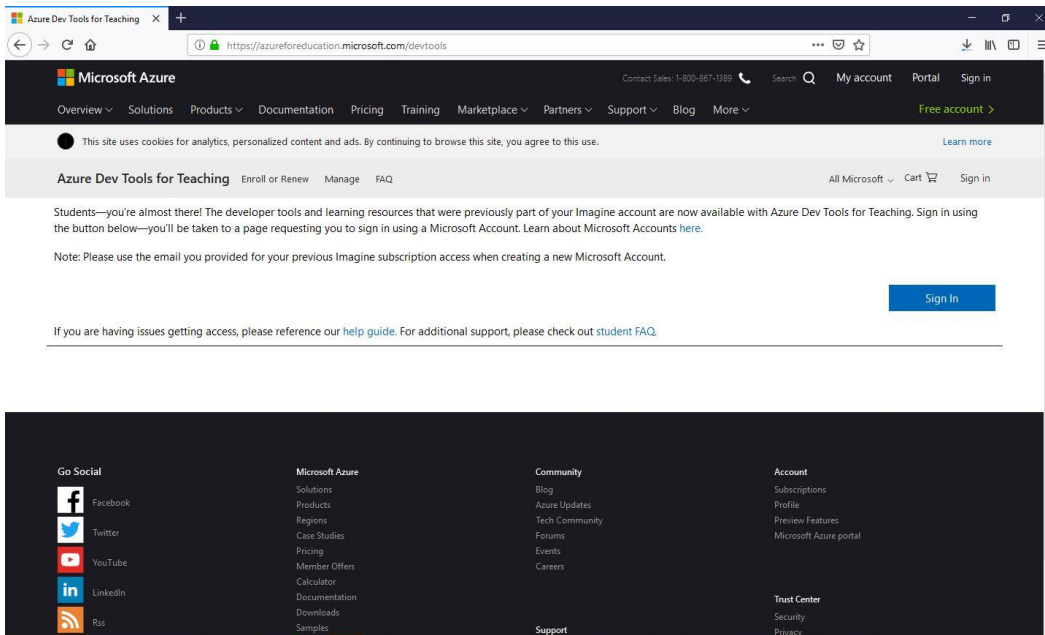 Azure Dev Tools for Teaching
https://azureforeducation.microsoft.com/devtools
Microsoft Azure
Contact Sales: 1-800-867-1389
Search
My account
Portal
Sign in
Overview
Solutions
Products
Documentation
Pricing
Training
Marketplace
Partners
Support
Blog
More
Free account >
This site uses cookies for analytics, personalized content and ads. By continuing to browse this site, you agree to this use.
Learn more
Azure Dev Tools for Teaching
Enroll or Renew
Manage
FAQ
All Microsoft
Cart
Sign in
Students—you're almost there! The developer tools and learning resources that were previously part of your Imagine account are now available with Azure Dev Tools for Teaching. Sign in using
the button below—you'll be taken to a page requesting you to sign in using a Microsoft Account. Learn about Microsoft Accounts here.
Note: Please use the email you provided for your previous Imagine subscription access when creating a new Microsoft Account.
Sign In
If you are having issues getting access, please reference our help guide. For additional support, please check out student FAQ.
Go Social
Facebook
Twitter
YouTube
LinkedIn
Rss
Microsoft Azure
Solutions
Products
Regions
Case Studies
Pricing
Member Offers
Calculator
Documentation
Downloads
Samples
Community
Blog
Azure Updates
Tech Community
Forums
Events
Careers
Support
Account
Subscriptions
Profile
Preview Features
Microsoft Azure portal
Trust Center
Security
Privacy